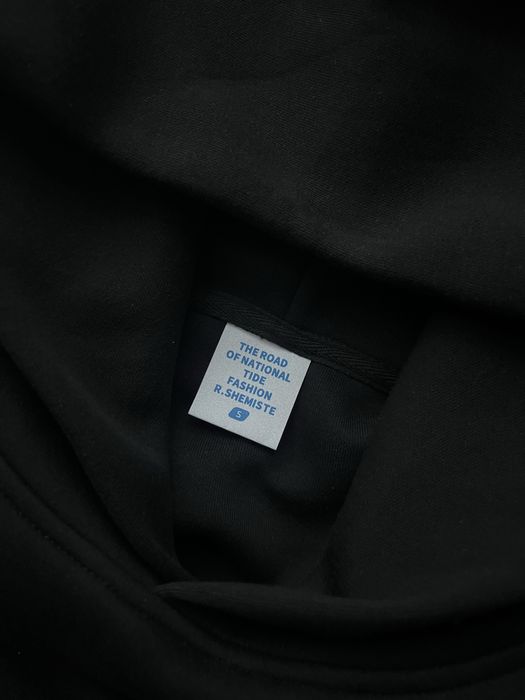 THE ROAD
OF NATIONAL
TIDE
FASHION
R.SHEMISTE
S